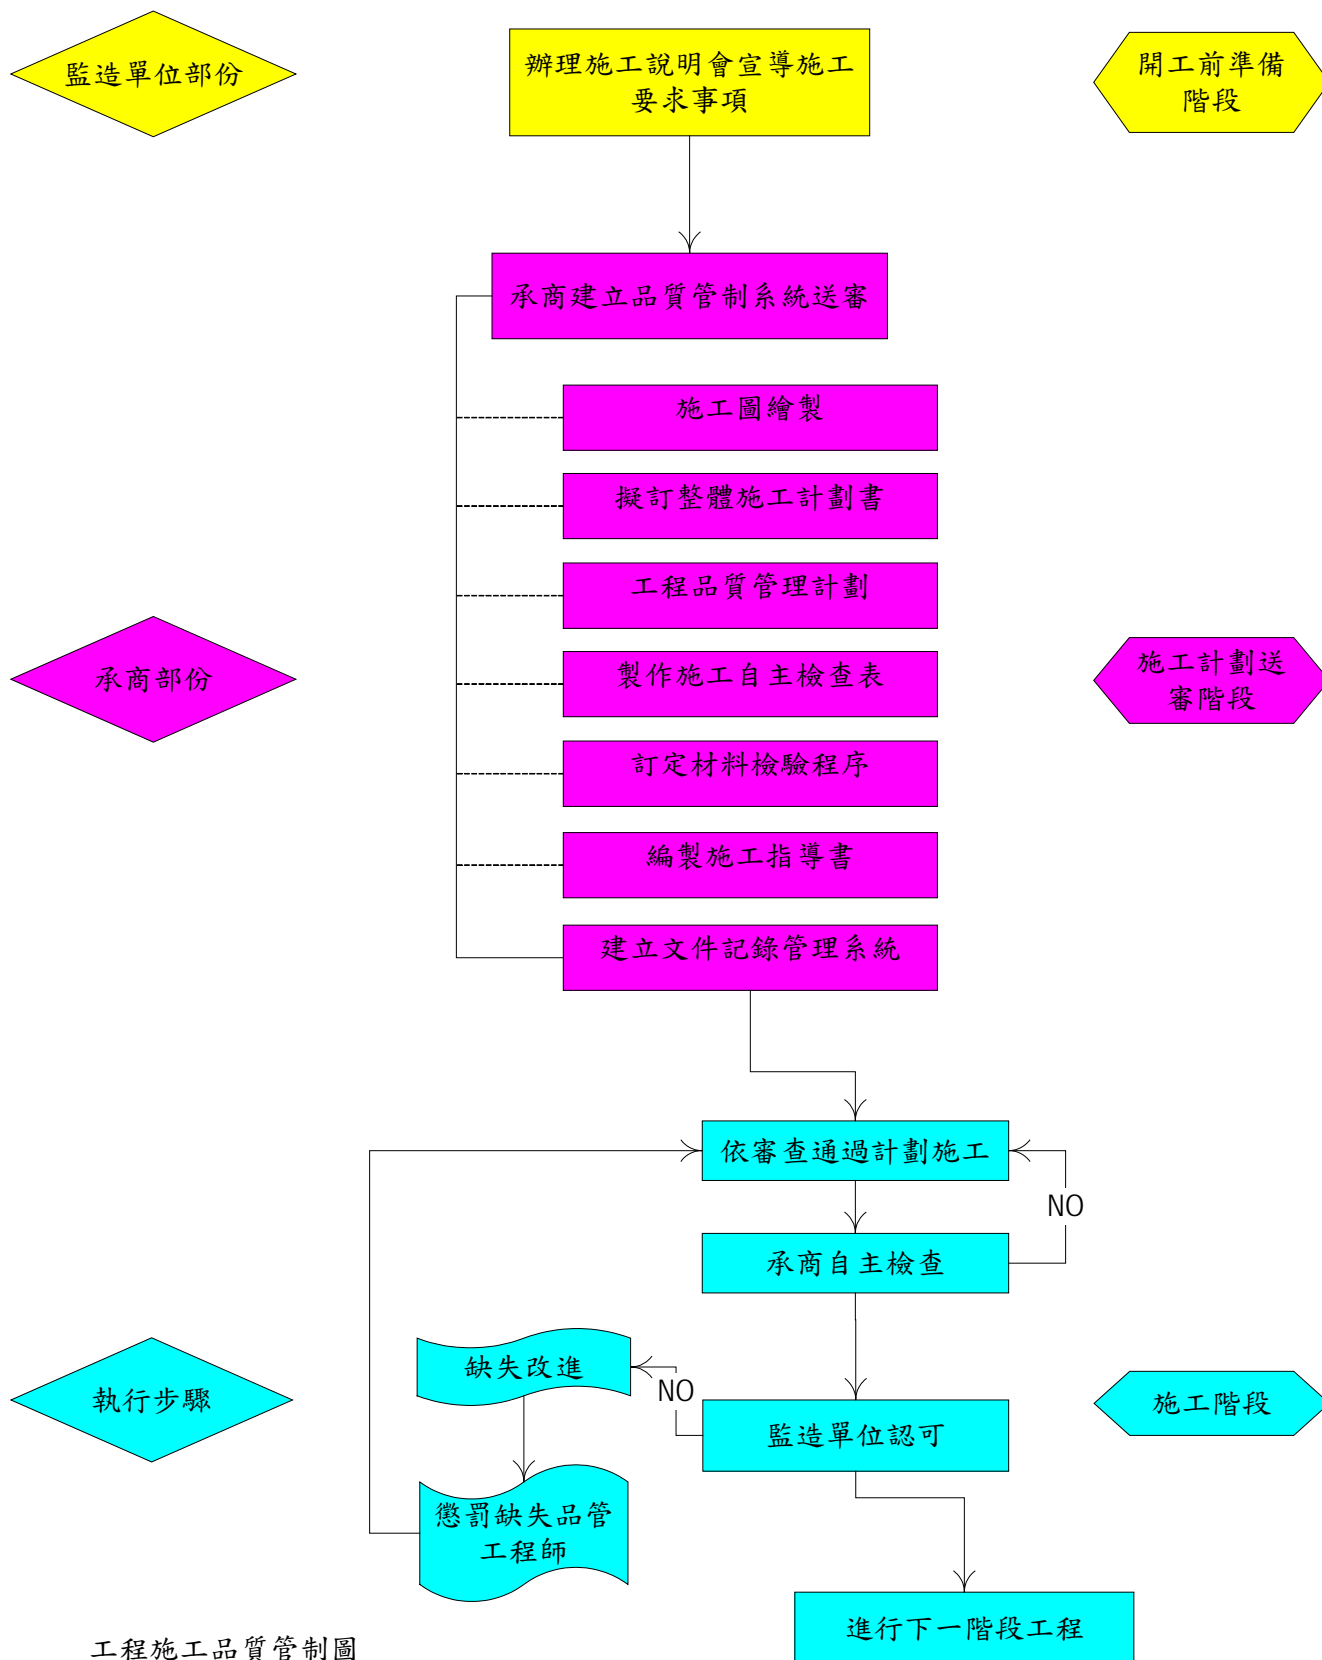 監造單位部份
辦理施工說明會宣導施工
要求事項
開工前準備
階段
承商建立品質管制系統送審
施工圖繪製
擬訂整體施工計劃書
工程品質管理計劃
承商部份
製作施工自主檢查表
施工計劃送
審階段
訂定材料檢驗程序
編製施工指導書
建立文件記錄管理系統
依審查通過計劃施工
NO
承商自主檢查
缺失改進
NO
執行步驟
監造單位認可
施工階段
懲罰缺失品管
工程師
進行下一階段工程
工程施工品質管制圖